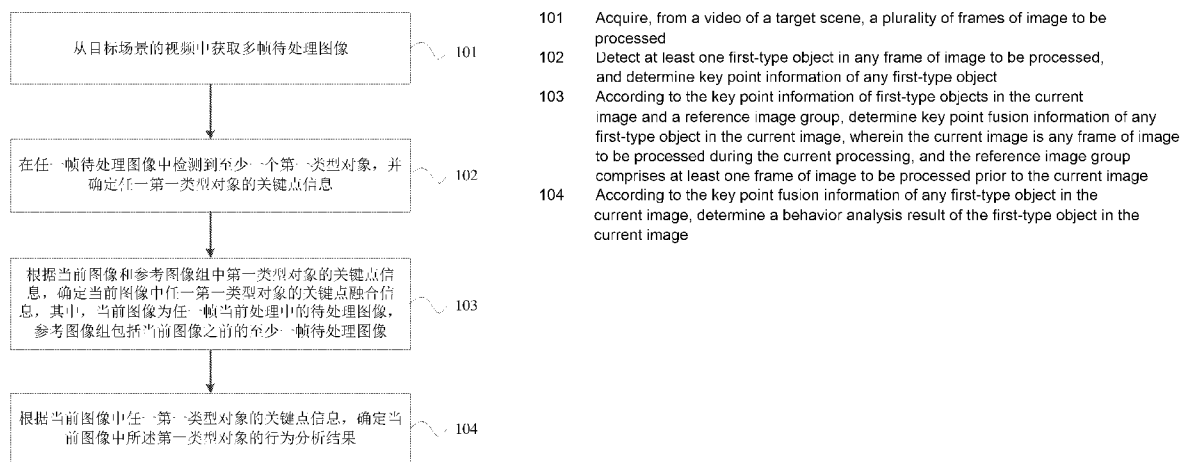 从目标场景的视频中获取多帧待处理图像
101
在任一帧待处理图像中检测到至少一个第一类型对象，并
确定任一第一类型对象的关键点信息
102
根据当前图像和参考图像组中第一类型对象的关键点信
息，确定当前图像中任一第一类型对象的关键点融合信
息，其中，当前图像为任一帧当前处理中的待处理图像，
参考图像组包括当前图像之前的至少一帧待处理图像
103
根据当前图像中任一第一类型对象的关键点信息，确定当
前图像中所述第一类型对象的行为分析结果
104
101 Acquire, from a video of a target scene, a plurality of frames of image to be
processed
102 Detect at least one first-type object in any frame of image to be processed,
and determine key point information of any first-type object
103 According to the key point information of first-type objects in the current
image and a reference image group, determine key point fusion information of any
first-type object in the current image, wherein the current image is any frame of image
to be processed during the current processing, and the reference image group
comprises at least one frame of image to be processed prior to the current image
104 According to the key point fusion information of any first-type object in the
current image, determine a behavior analysis result of the first-type object in the
current image